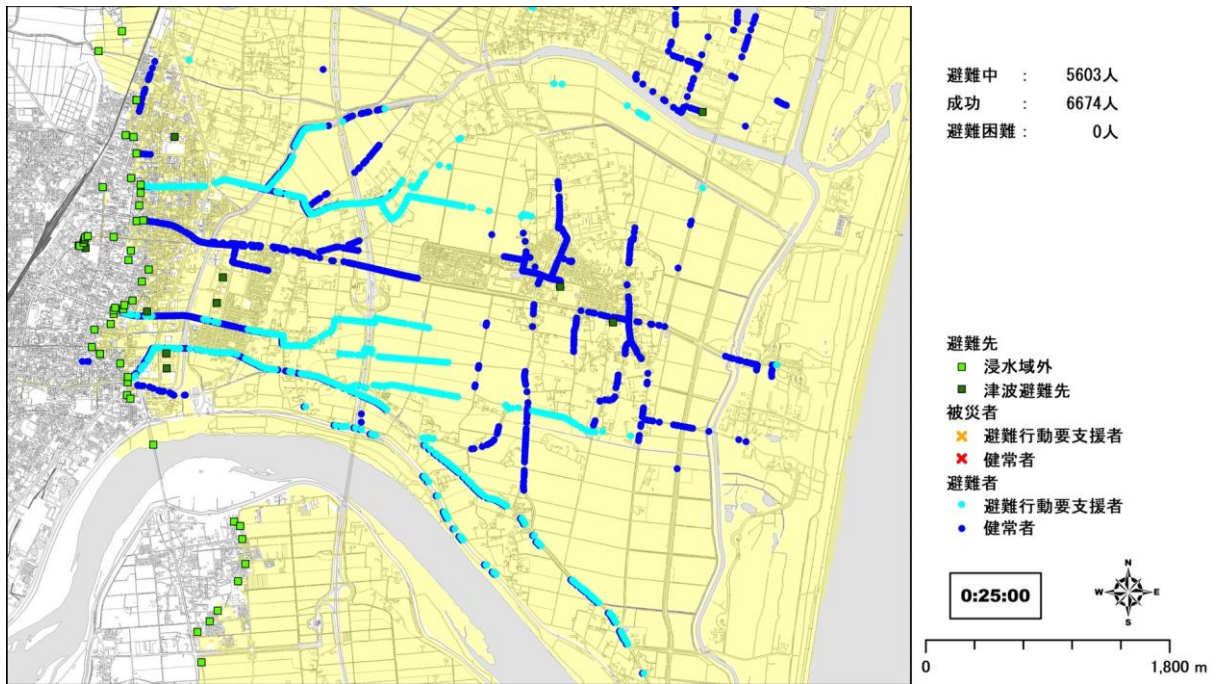 避難中 : 5603人
成功 : 6674人
避難困難 : 0人
避難先
浸水域外
津波避難先
被災者
避難行動要支援者
健常者
避難者
避難行動要支援者
健常者
0:25:00
N
W E
S
0 1,800 m